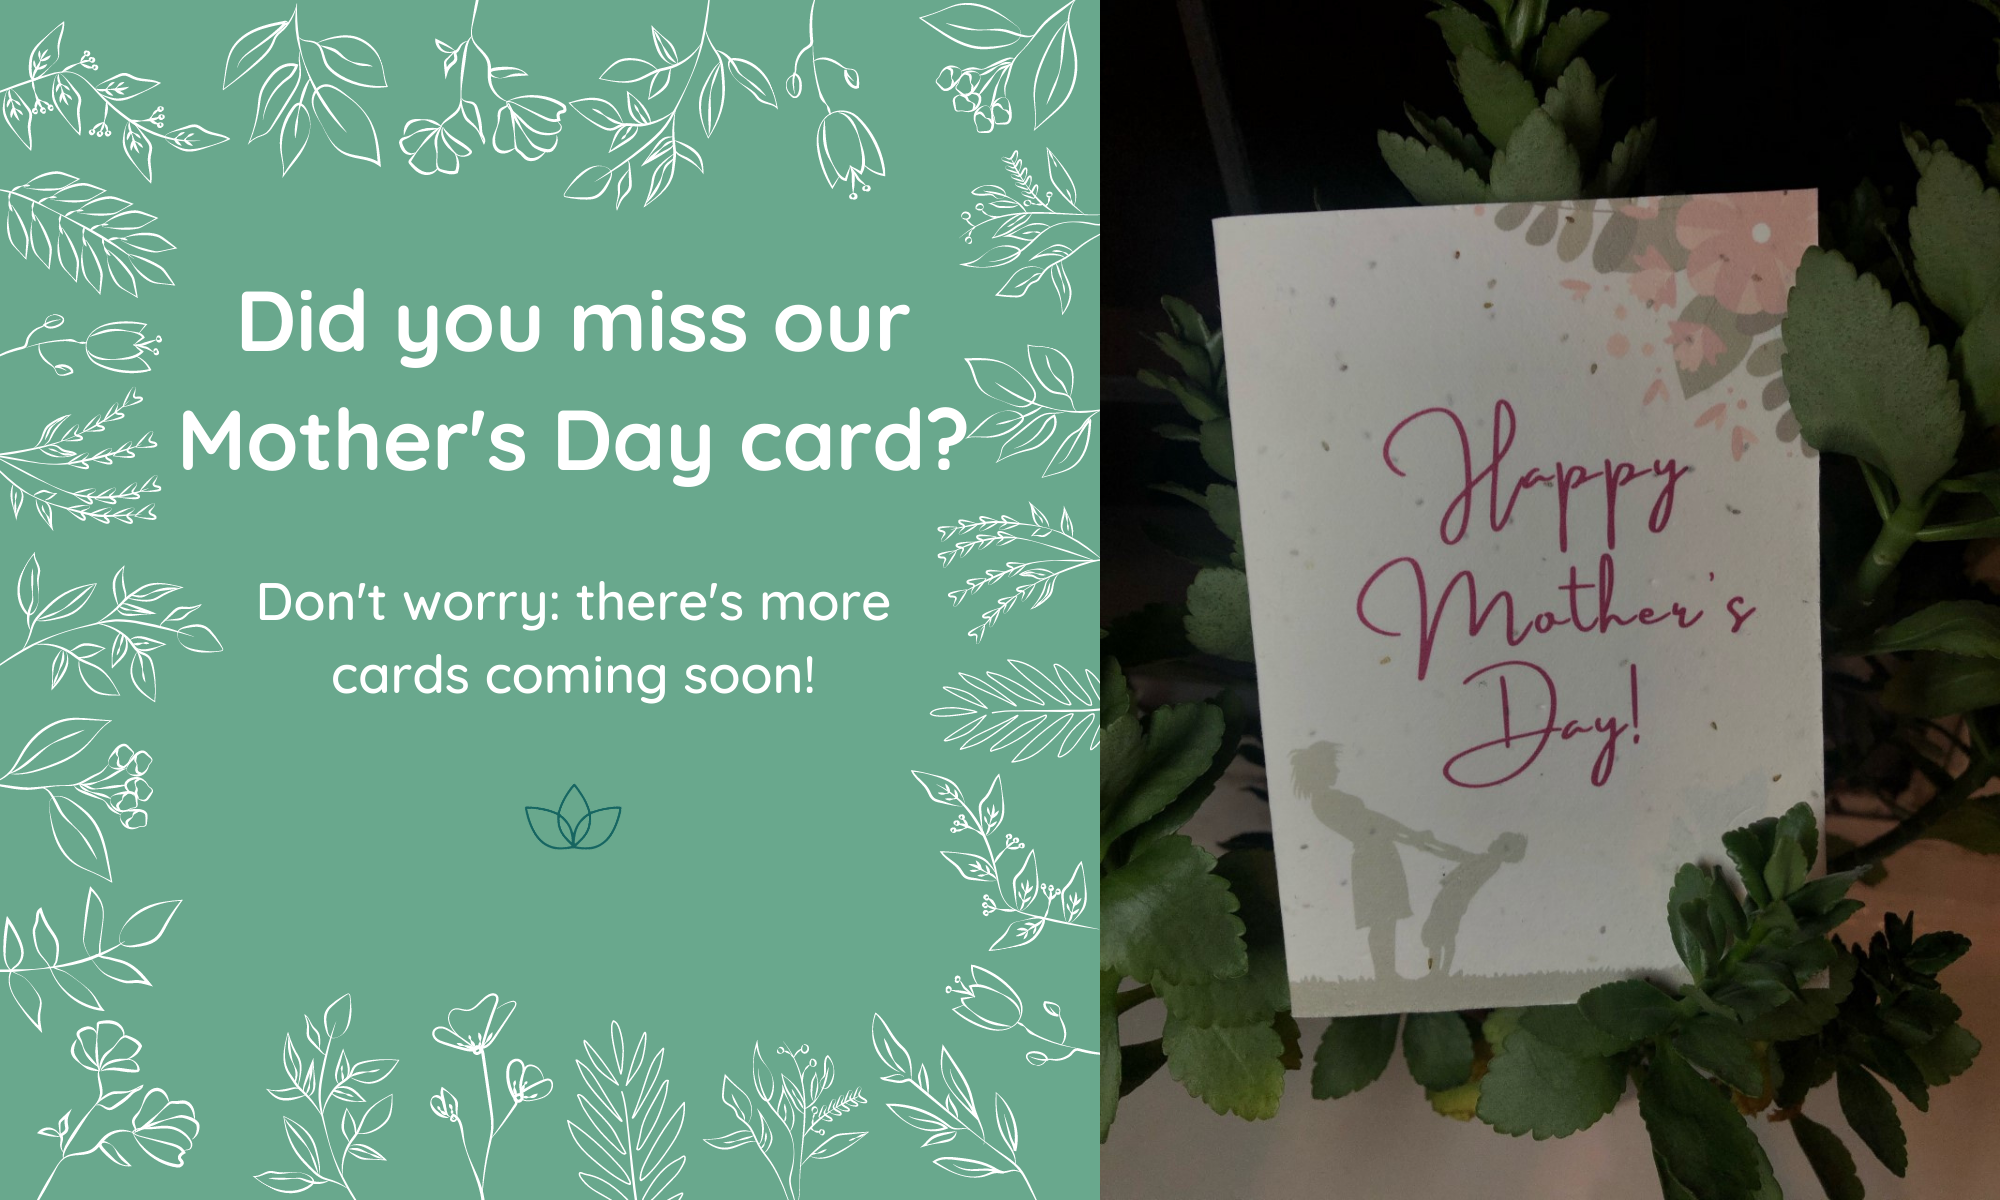 Did you miss our
Mother's Day card?
Don't worry: there's more
cards coming soon!
Happy
Mother's
Day!